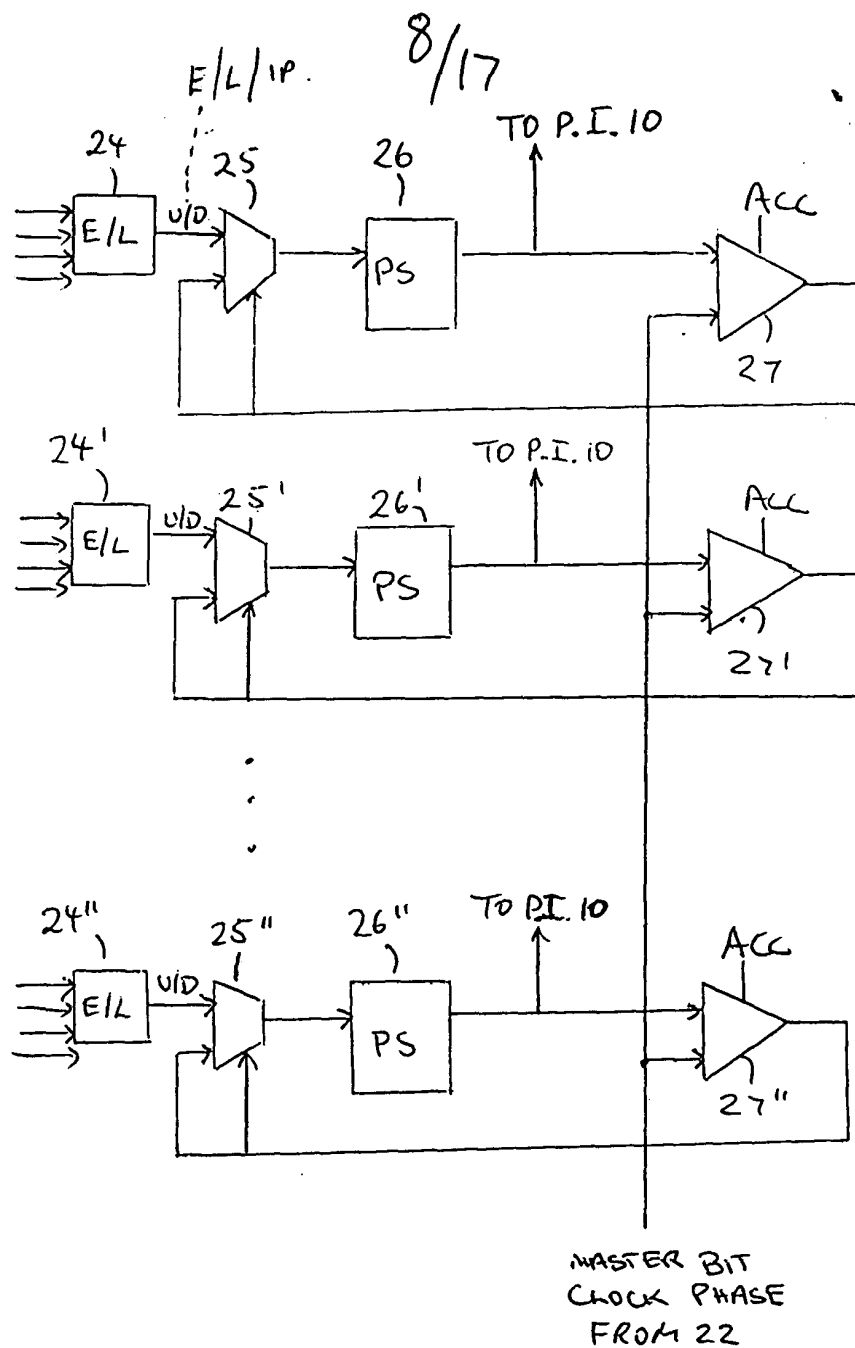 8/17
E/L/IP.
TO P.I. 10
24
25
26
ACC
E/L
U/D
PS
27
24'
25'
26'
TO P.I. 10
ACC
E/L
U/D
PS
27'
24"
25"
26"
TO P.I. 10
ACC
E/L
U/D
PS
27"
MASTER BIT
CLOCK PHASE
FROM 22